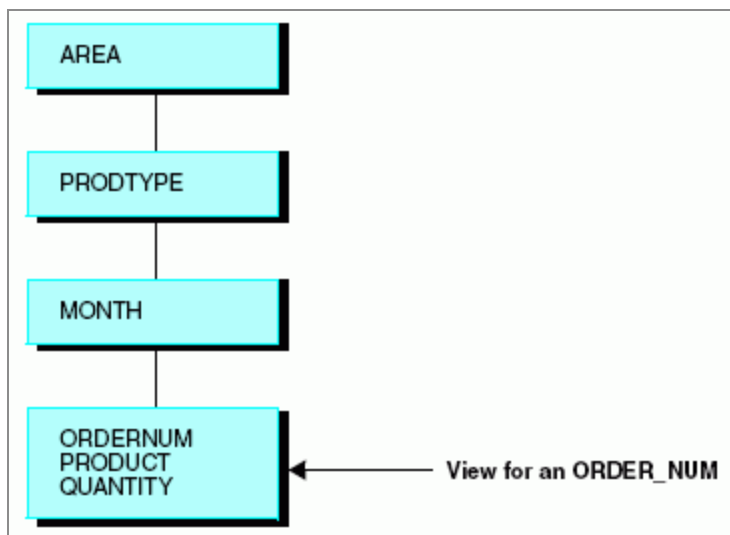 AREA
PRODTYPE
MONTH
ORDERNUM
PRODUCT
QUANTITY
View for an ORDER_NUM